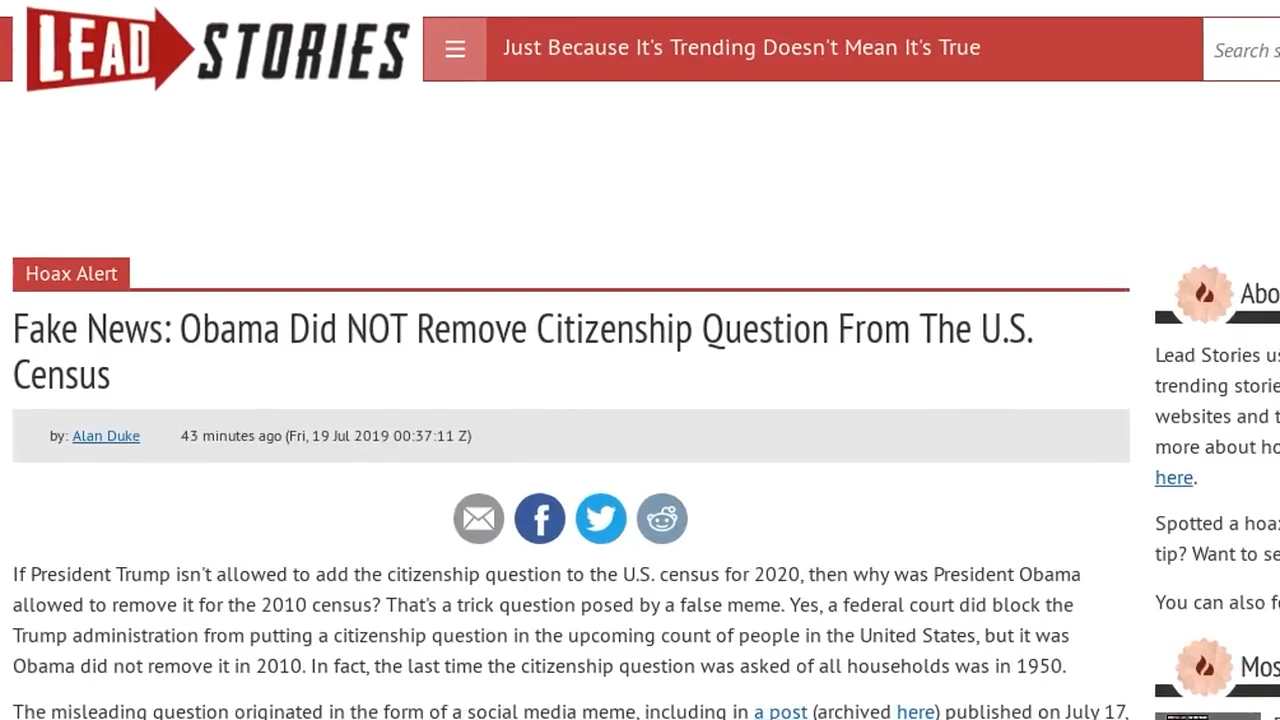 LEAD STORIES
Just Because It's Trending Doesn't Mean It's True
Search s
Hoax Alert
Fake News: Obama Did NOT Remove Citizenship Question From The U.S.
Census
by: Alan Duke 43 minutes ago (Fri, 19 Jul 2019 00:37:11 Z)
If President Trump isn't allowed to add the citizenship question to the U.S. census for 2020, then why was President Obama
allowed to remove it for the 2010 census? That's a trick question posed by a false meme. Yes, a federal court did block the
Trump administration from putting a citizenship question in the upcoming count of people in the United States, but it was
Obama did not remove it in 2010. In fact, the last time the citizenship question was asked of all households was in 1950.
The misleading question originated in the form of a social media meme, including in a post (archived here) published on July 17,
Abo
Lead Stories us
trending storie
websites and t
more about ho
here.
Spotted a hoax
tip? Want to se
You can also fo
Mos